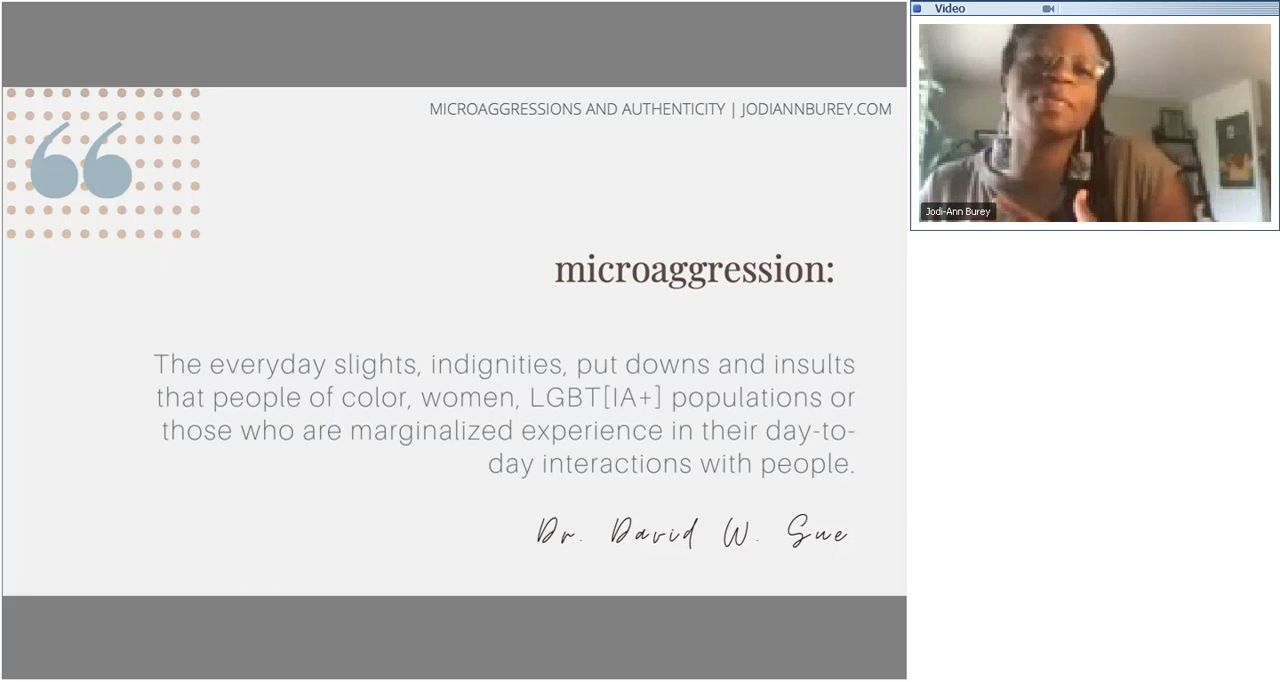 MICROAGGRESSIONS AND AUTHENTICITY | JODIANNBUREY.COM
microaggression:
The everyday slights, indignities, put downs and insults
that people of color, women, LGBT[IA+] populations or
those who are marginalized experience in their day-to-
day interactions with people.
Dr. David W. Sue
Video
Jodi-Ann Burey